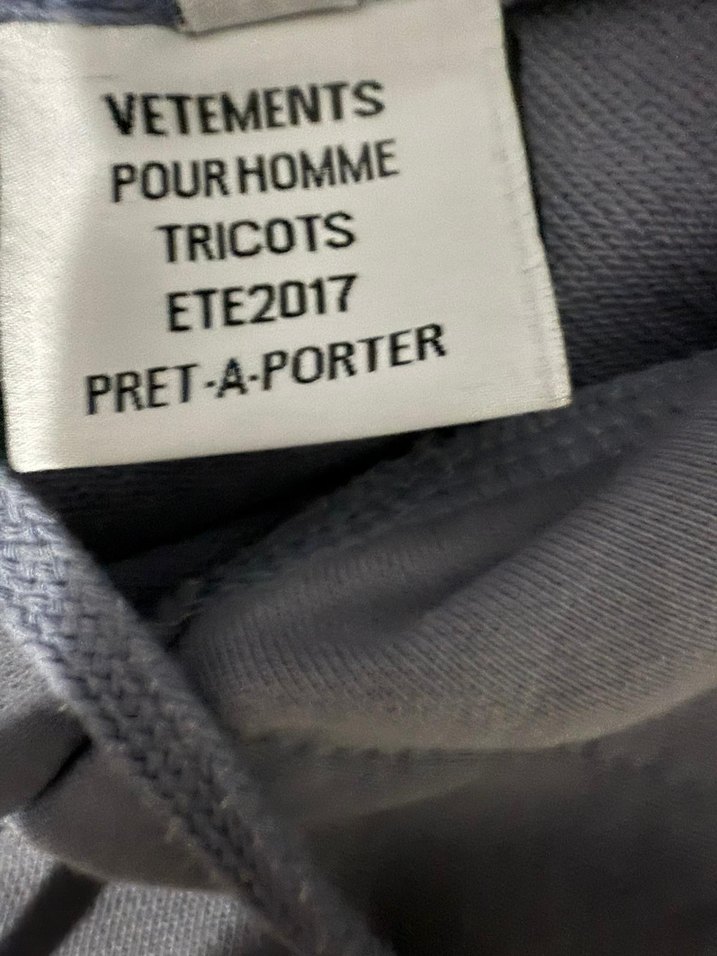 VETEMENTS
POUR HOMME
TRICOTS
ETE2017
PRET-A-PORTER